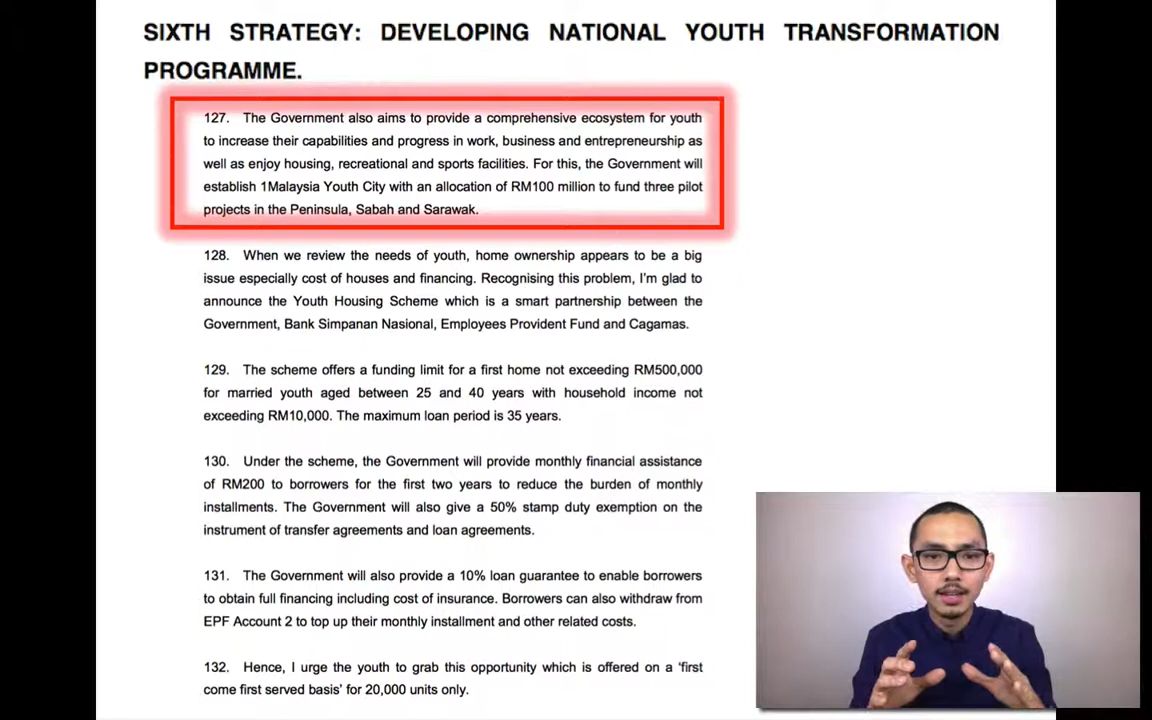 SIXTH STRATEGY: DEVELOPING NATIONAL YOUTH TRANSFORMATION
PROGRAMME.
127. The Government also aims to provide a comprehensive ecosystem for youth
to increase their capabilities and progress in work, business and entrepreneurship as
well as enjoy housing, recreational and sports facilities. For this, the Government will
establish 1Malaysia Youth City with an allocation of RM100 million to fund three pilot
projects in the Peninsula, Sabah and Sarawak.
128. When we review the needs of youth, home ownership appears to be a big
issue especially cost of houses and financing. Recognising this problem, I'm glad to
announce the Youth Housing Scheme which is a smart partnership between the
Government, Bank Simpanan Nasional, Employees Provident Fund and Cagamas.
129. The scheme offers a funding limit for a first home not exceeding RM500,000
for married youth aged between 25 and 40 years with household income not
exceeding RM10,000. The maximum loan period is 35 years.
130. Under the scheme, the Government will provide monthly financial assistance
of RM200 to borrowers for the first two years to reduce the burden of monthly
installments. The Government will also give a 50% stamp duty exemption on the
instrument of transfer agreements and loan agreements.
131. The Government will also provide a 10% loan guarantee to enable borrowers
to obtain full financing including cost of insurance. Borrowers can also withdraw from
EPF Account 2 to top up their monthly installment and other related costs.
132. Hence, I urge the youth to grab this opportunity which is offered on a 'first
come first served basis' for 20,000 units only.